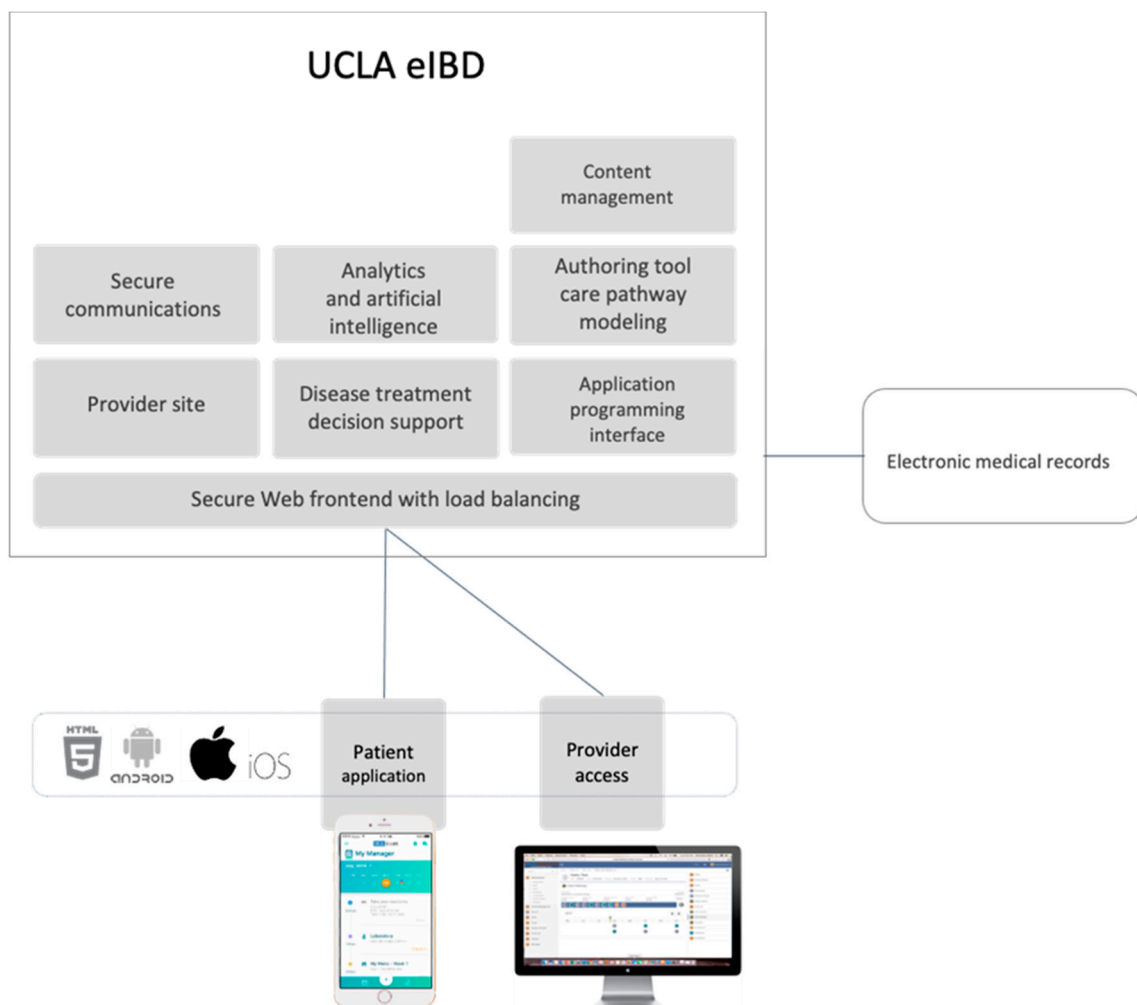 UCLA eIBD
Content
management
Secure
communications
Analytics
and artificial
intelligence
Authoring tool
care pathway
modeling
Provider site
Disease treatment
decision support
Application
programming
interface
Electronic medical records
Secure Web frontend with load balancing
HTML
5
ANDROID
iOS
Patient
application
Provider
access
My Manager
Laboratory